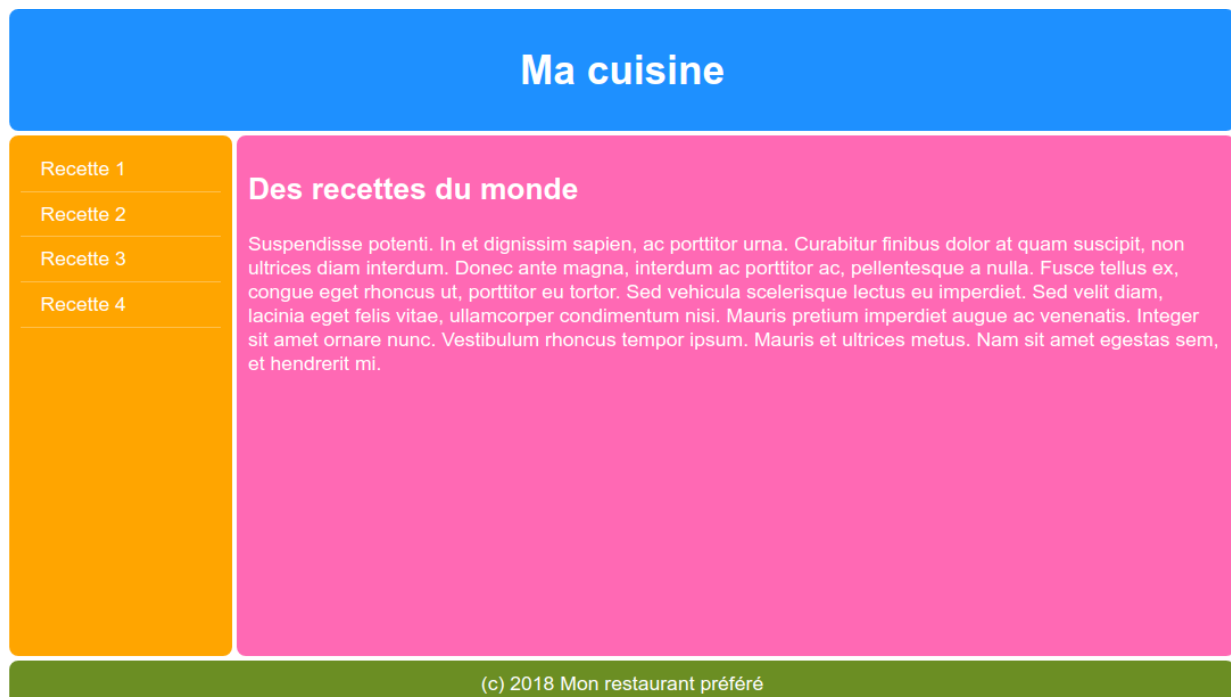 Ma cuisine
Recette 1
Recette 2
Recette 3
Recette 4
Des recettes du monde
Suspendisse potenti. In et dignissim sapien, ac porttitor urna. Curabitur finibus dolor at quam suscipit, non
ultrices diam interdum. Donec ante magna, interdum ac porttitor ac, pellentesque a nulla. Fusce tellus ex,
congue eget rhoncus ut, porttitor eu tortor. Sed vehicula scelerisque lectus eu imperdiet. Sed velit diam,
lacinia eget felis vitae, ullamcorper condimentum nisi. Mauris pretium imperdiet augue ac venenatis. Integer
sit amet ornare nunc. Vestibulum rhoncus tempor ipsum. Mauris et ultrices metus. Nam sit amet egestas sem,
et hendrerit mi.
(c) 2018 Mon restaurant préféré